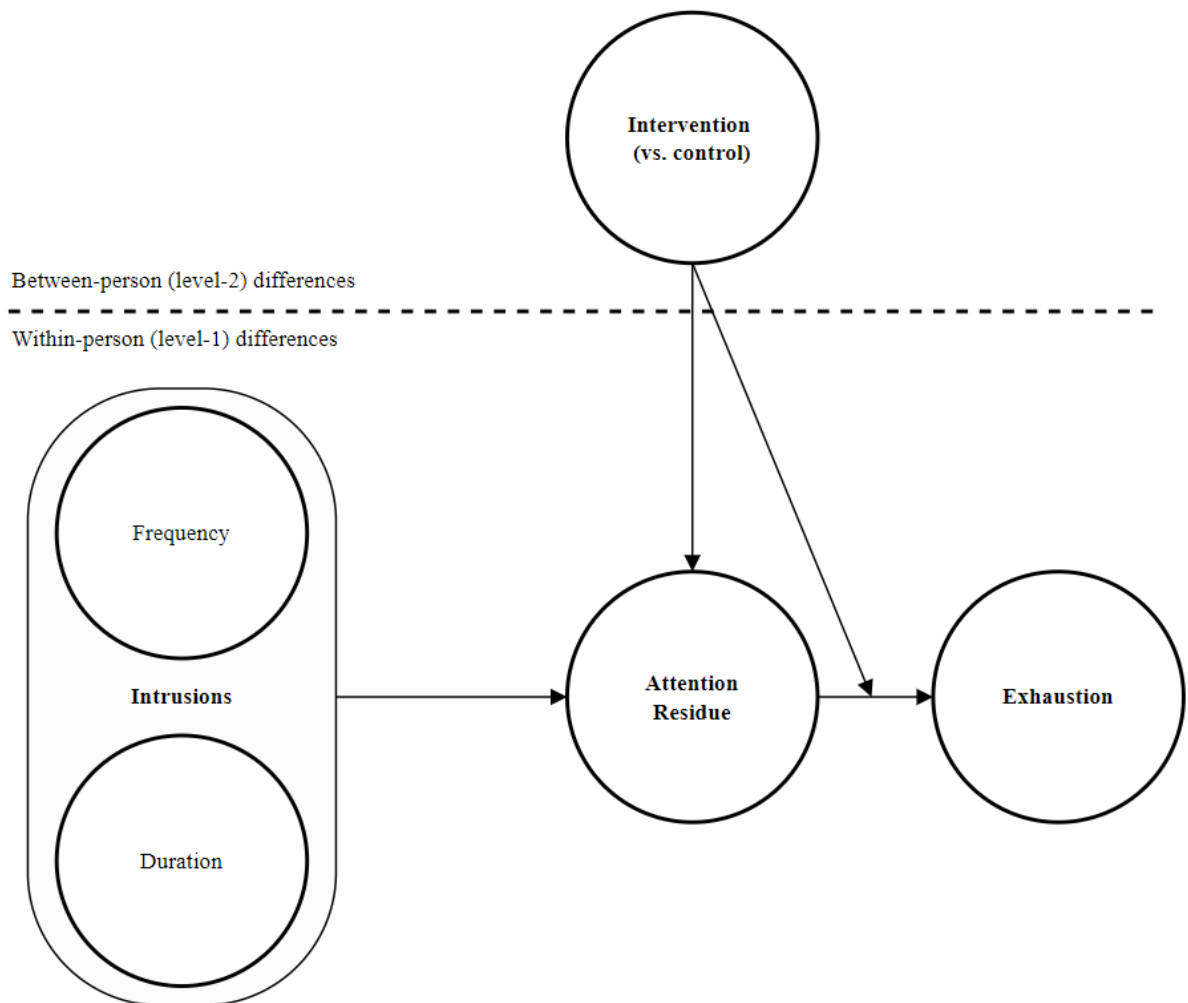 Intervention
(vs. control)
Between-person (level-2) differences
Within-person (level-1) differences
Frequency
Intrusions
Attention
Residue
Exhaustion
Duration